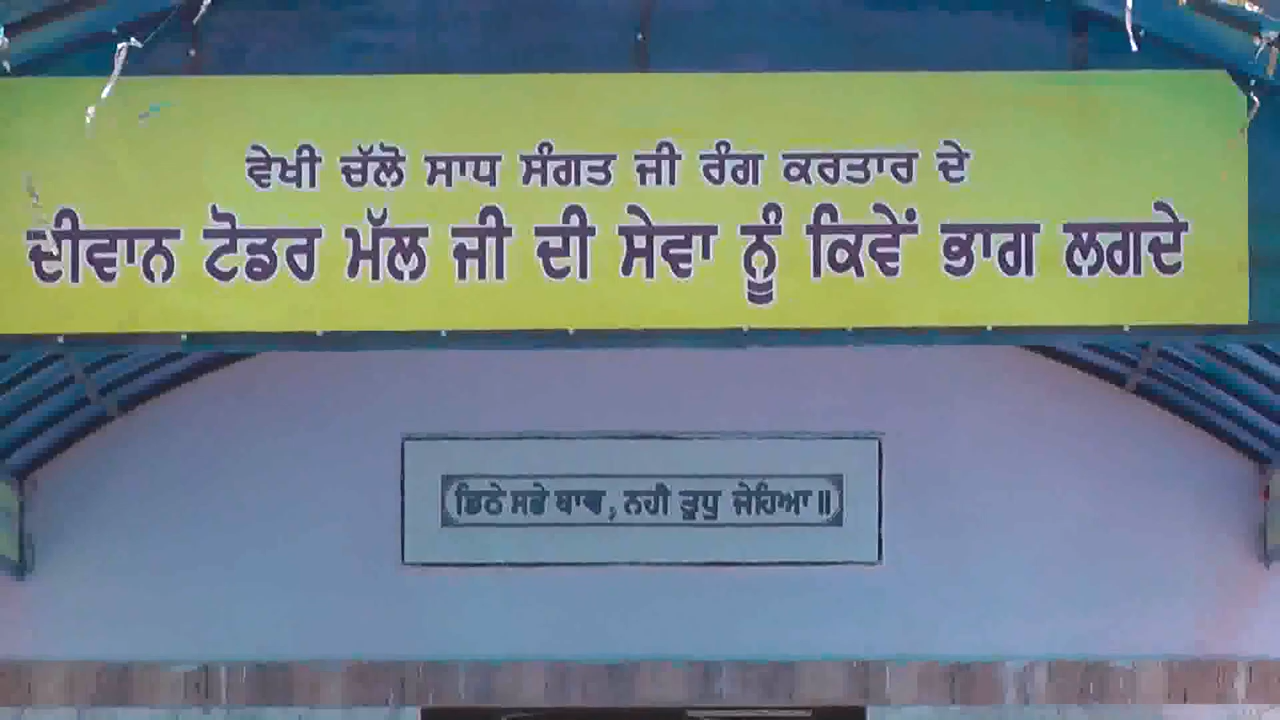 ਵੇਖੀ ਚੱਲੋ ਸਾਧ ਸੰਗਤ ਜੀ ਰੰਗ ਕਰਤਾਰ ਦੇ
ਦੀਵਾਨ ਟੋਡਰ ਮੱਲ ਜੀ ਦੀ ਸੇਵਾ ਨੂੰ ਕਿਵੇਂ ਭਾਗ ਲਗਦੇ
ਡਿਠੇ ਸਭੇ ਥਾਵ, ਨਹੀ ਤੁਧੁ ਜੇਹਿਆ॥